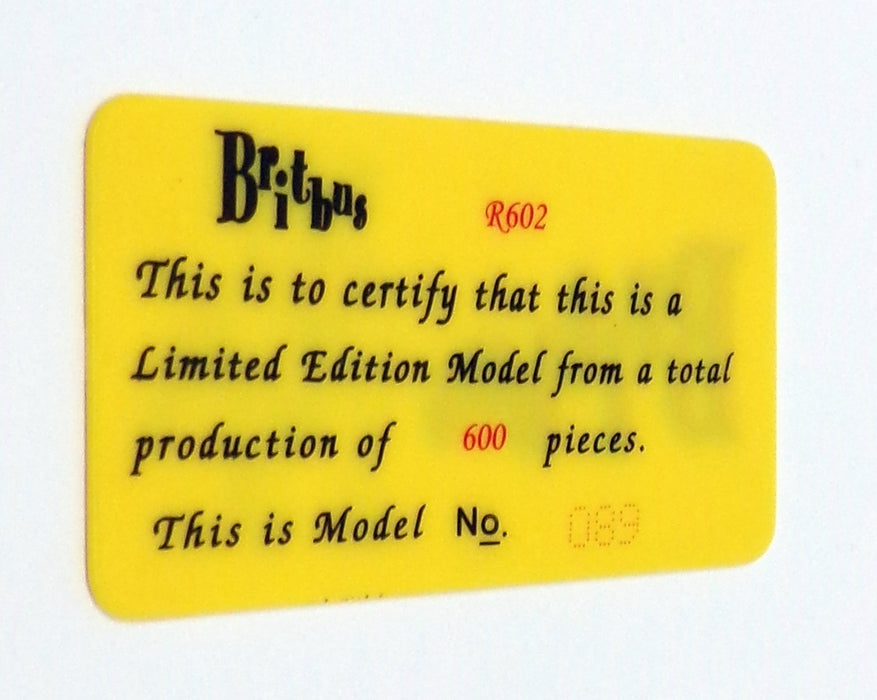 Britbus
R602
This is to certify that this is a
Limited Edition Model from a total
production of 600 pieces.
This is Model No. 089